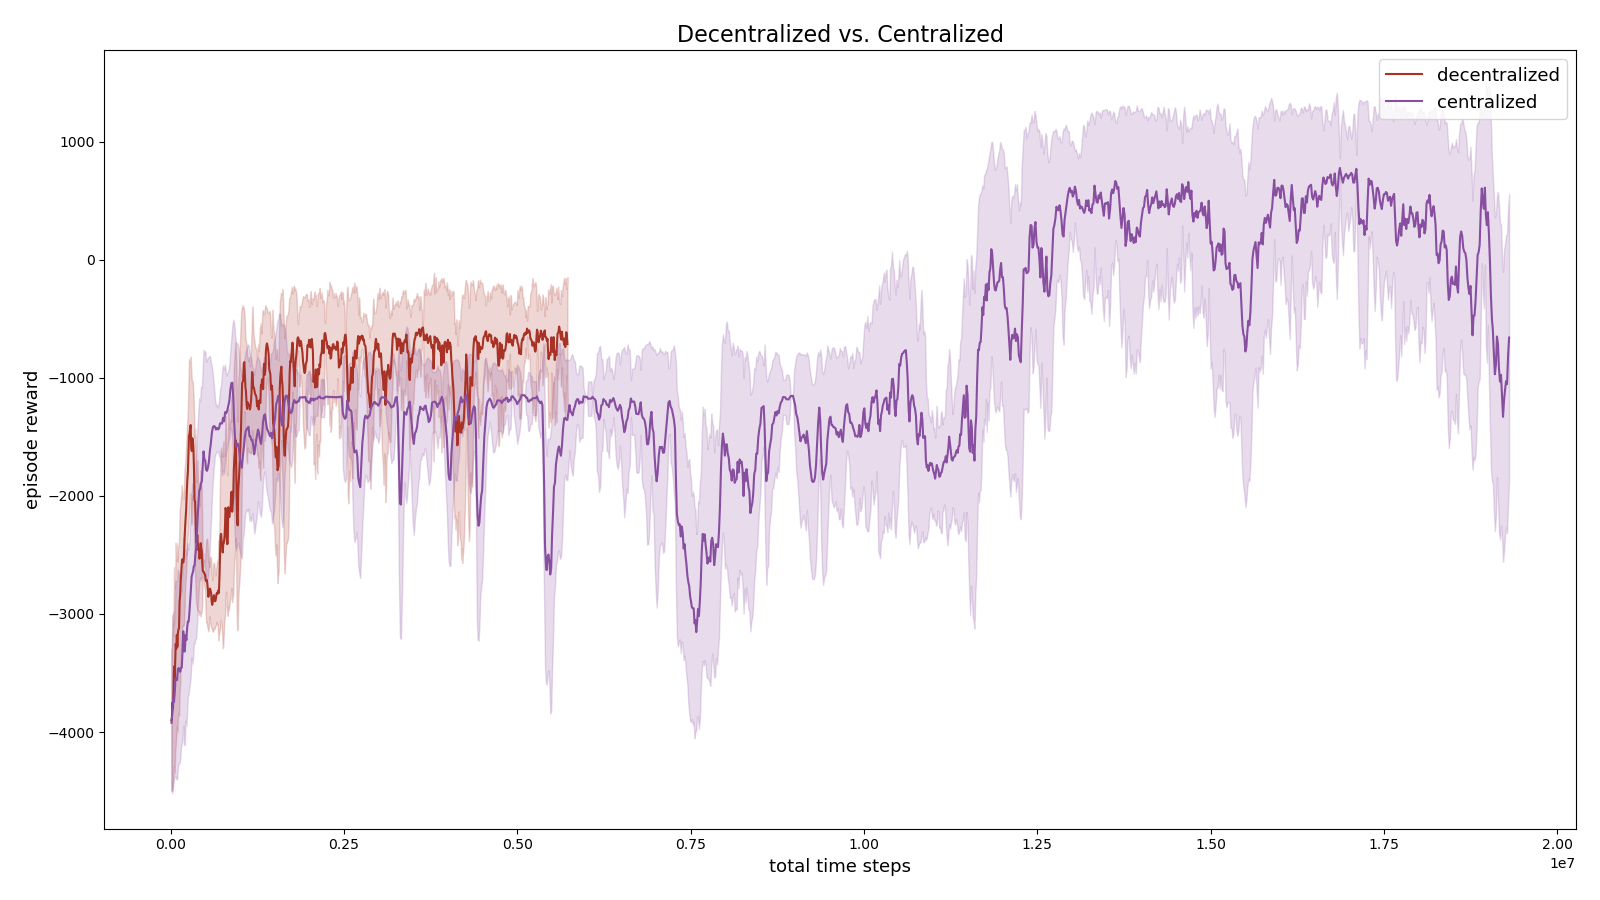 Decentralized vs. Centralized
decentralized
centralized
episode reward
1000
0
−1000
−2000
−3000
−4000
0.00
0.25
0.50
0.75
1.00
1.25
1.50
1.75
2.00
1e7
total time steps